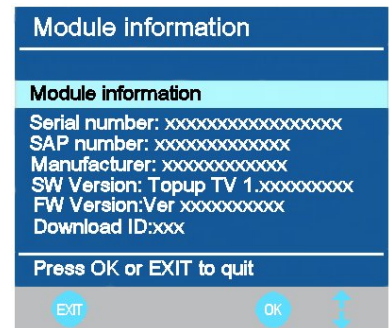 Module information
Module information
Serial number: xxxxxxxxxxxxxxxxx
SAP number: xxxxxxxxxxxxx
Manufacturer: xxxxxxxxxxxx
SW Version: Topup TV 1.xxxxxxxxx
FW Version:Ver xxxxxxxxxx
Download ID:xxx
Press OK or EXIT to quit
EXIT OK